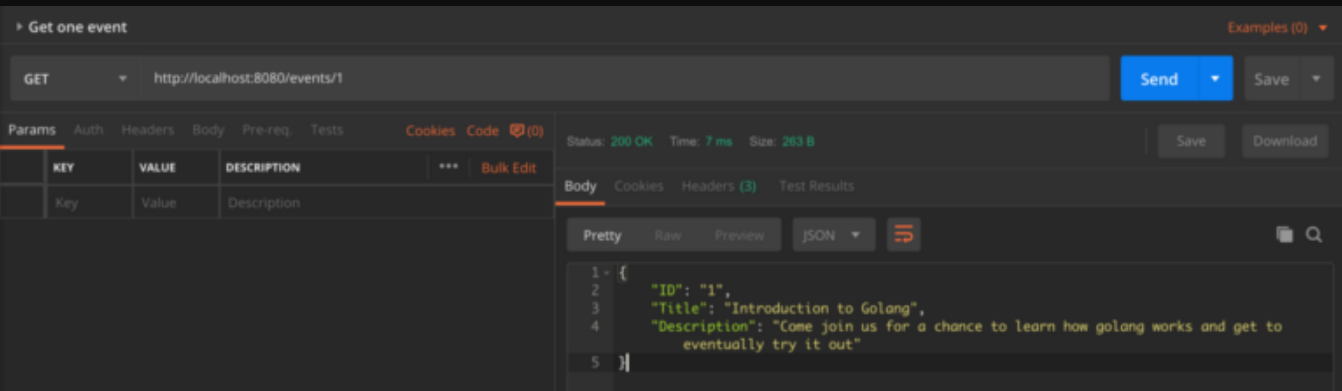 Get one event
Examples (0)
GET http://localhost:8080/events/1 Send Save
Params Auth Headers Body Pre-req. Tests Cookies Code (0)
KEY VALUE DESCRIPTION ••• Bulk Edit
Key Value Description
Status: 200 OK Time: 7 ms Size: 263 B Save Download
Body Cookies Headers (3) Test Results
Pretty Raw Preview JSON
1 {
2 "ID": "1",
3 "Title": "Introduction to Golang",
4 "Description": "Come join us for a chance to learn how golang works and get to
eventually try it out"
5 }